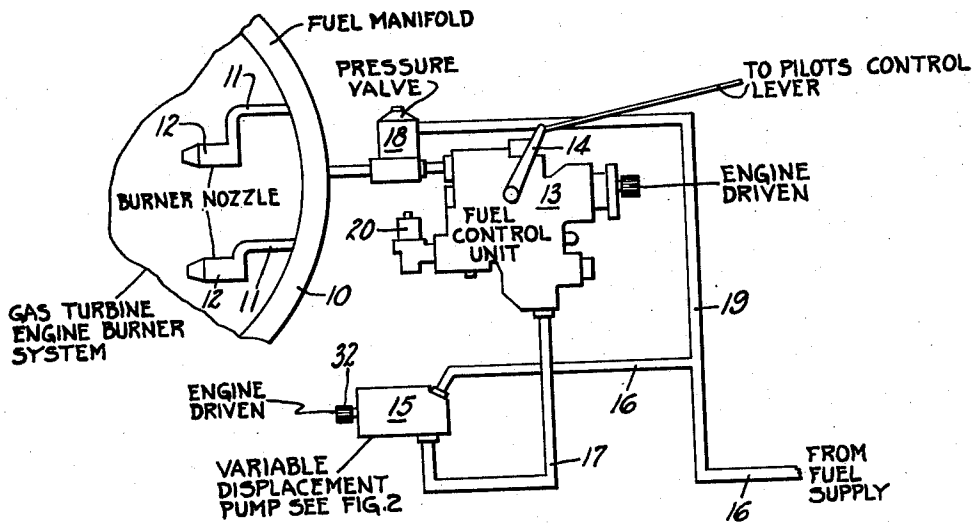 FUEL MANIFOLD
PRESSURE
VALVE
TO PILOTS CONTROL
LEVER
11
12
18
14
13
ENGINE
DRIVEN
BURNER NOZZLE
20
FUEL
CONTROL
UNIT
12
11
10
GAS TURBINE
ENGINE BURNER
SYSTEM
19
32
ENGINE
DRIVEN
15
16
17
VARIABLE
DISPLACEMENT
PUMP SEE FIG.2
FROM
FUEL
SUPPLY
16